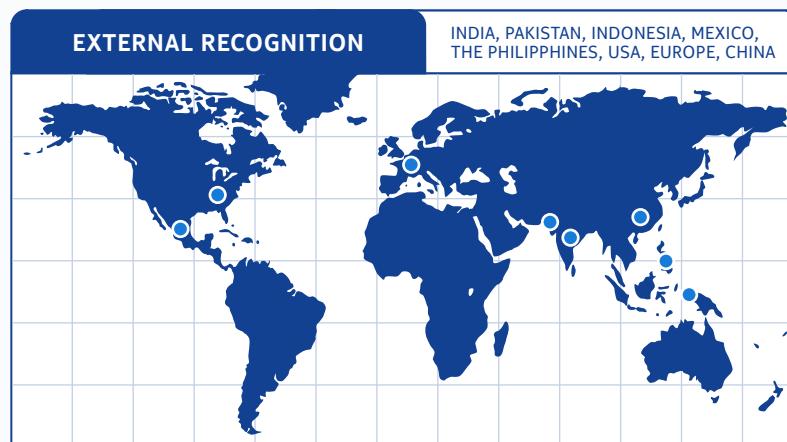 EXTERNAL RECOGNITION
INDIA, PAKISTAN, INDONESIA, MEXICO,
THE PHILIPPHINES, USA, EUROPE, CHINA